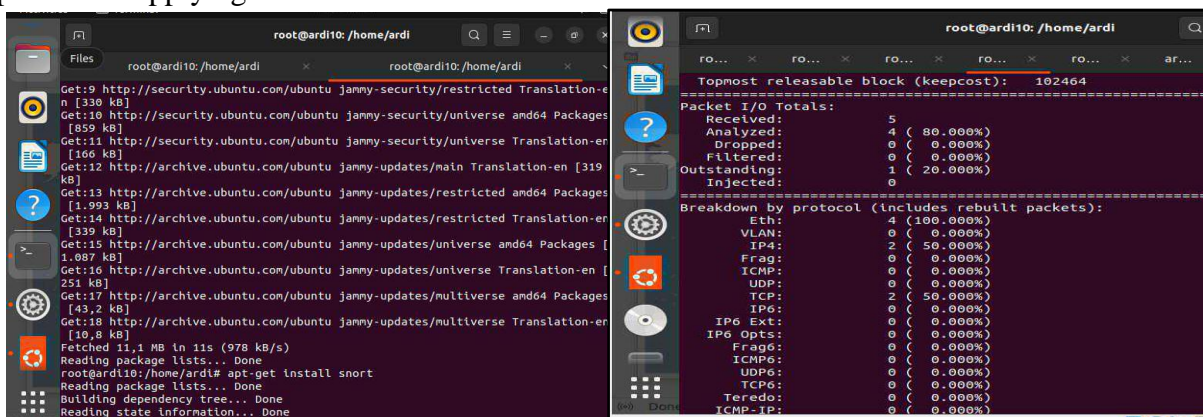 root@ardi10: /home/ardi
Files
root@ardi10: /home/ardi × root@ardi10: /home/ardi ×
Get:9 http://security.ubuntu.com/ubuntu jammy-security/restricted Translation-e
n [330 kB]
Get:10 http://security.ubuntu.com/ubuntu jammy-security/universe amd64 Packages
[859 kB]
Get:11 http://security.ubuntu.com/ubuntu jammy-security/universe Translation-en
[166 kB]
Get:12 http://archive.ubuntu.com/ubuntu jammy-updates/main Translation-en [319
kB]
Get:13 http://archive.ubuntu.com/ubuntu jammy-updates/restricted amd64 Packages
[1.993 kB]
Get:14 http://archive.ubuntu.com/ubuntu jammy-updates/restricted Translation-en
[339 kB]
Get:15 http://archive.ubuntu.com/ubuntu jammy-updates/universe amd64 Packages [
1.087 kB]
Get:16 http://archive.ubuntu.com/ubuntu jammy-updates/universe Translation-en [
251 kB]
Get:17 http://archive.ubuntu.com/ubuntu jammy-updates/multiverse amd64 Packages
[43,2 kB]
Get:18 http://archive.ubuntu.com/ubuntu jammy-updates/multiverse Translation-en
[10,8 kB]
Fetched 11,1 MB in 11s (978 kB/s)
Reading package lists... Done
root@ardi10:/home/ardi# apt-get install snort
Reading package lists... Done
Building dependency tree... Done
Reading state information... Done
root@ardi10: /home/ardi
ro... × ro... × ro... × ro... × ro... × ar...
Topmost releasable block (keepcost): 102464
===============================================================================
Packet I/O Totals:
Received: 5
Analyzed: 4 ( 80.000%)
Dropped: 0 ( 0.000%)
Filtered: 0 ( 0.000%)
Outstanding: 1 ( 20.000%)
Injected: 0
===============================================================================
Breakdown by protocol (includes rebuilt packets):
Eth: 4 (100.000%)
VLAN: 0 ( 0.000%)
IP4: 2 ( 50.000%)
Frag: 0 ( 0.000%)
ICMP: 0 ( 0.000%)
UDP: 0 ( 0.000%)
TCP: 2 ( 50.000%)
IP6: 0 ( 0.000%)
IP6 Ext: 0 ( 0.000%)
IP6 Opts: 0 ( 0.000%)
Frag6: 0 ( 0.000%)
ICMP6: 0 ( 0.000%)
UDP6: 0 ( 0.000%)
TCP6: 0 ( 0.000%)
Teredo: 0 ( 0.000%)
ICMP-IP: 0 ( 0.000%)
Done